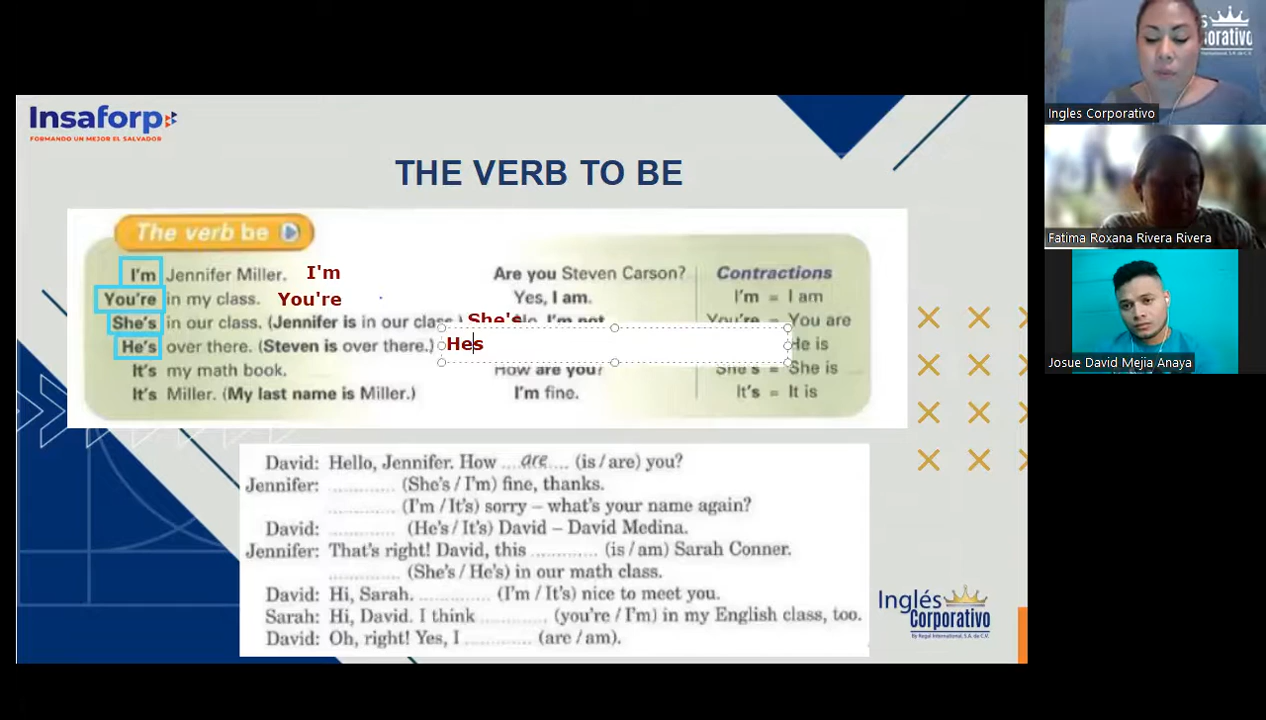 Insaforp
FORMANDO UN MEJOR EL SALVADOR
THE VERB TO BE
The verb be
I'm Jennifer Miller. I'm
You're in my class. You're
She's in our class. (Jennifer is in our class.) She's
He's over there. (Steven is over there.) Hes
It's my math book.
It's Miller. (My last name is Miller.)
Are you Steven Carson?
Yes, I am.
No, I'm not.
How are you?
I'm fine.
Contractions
I'm = I am
You're = You are
He is
She's = She is
It's = It is
David: Hello, Jennifer. How ....are.... (is / are) you?
Jennifer: ............ (She's / I'm) fine, thanks.
............ (I'm / It's) sorry – what's your name again?
David: ............ (He's / It's) David – David Medina.
Jennifer: That's right! David, this ............ (is / am) Sarah Conner.
............ (She's / He's) in our math class.
David: Hi, Sarah. ............ (I'm / It's) nice to meet you.
Sarah: Hi, David. I think ............ (you're / I'm) in my English class, too.
David: Oh, right! Yes, I ............ (are / am).
Inglés
Corporativo
By Regal International, S.A. de C.V.
Ingles Corporativo
Fatima Roxana Rivera Rivera
Josue David Mejia Anaya